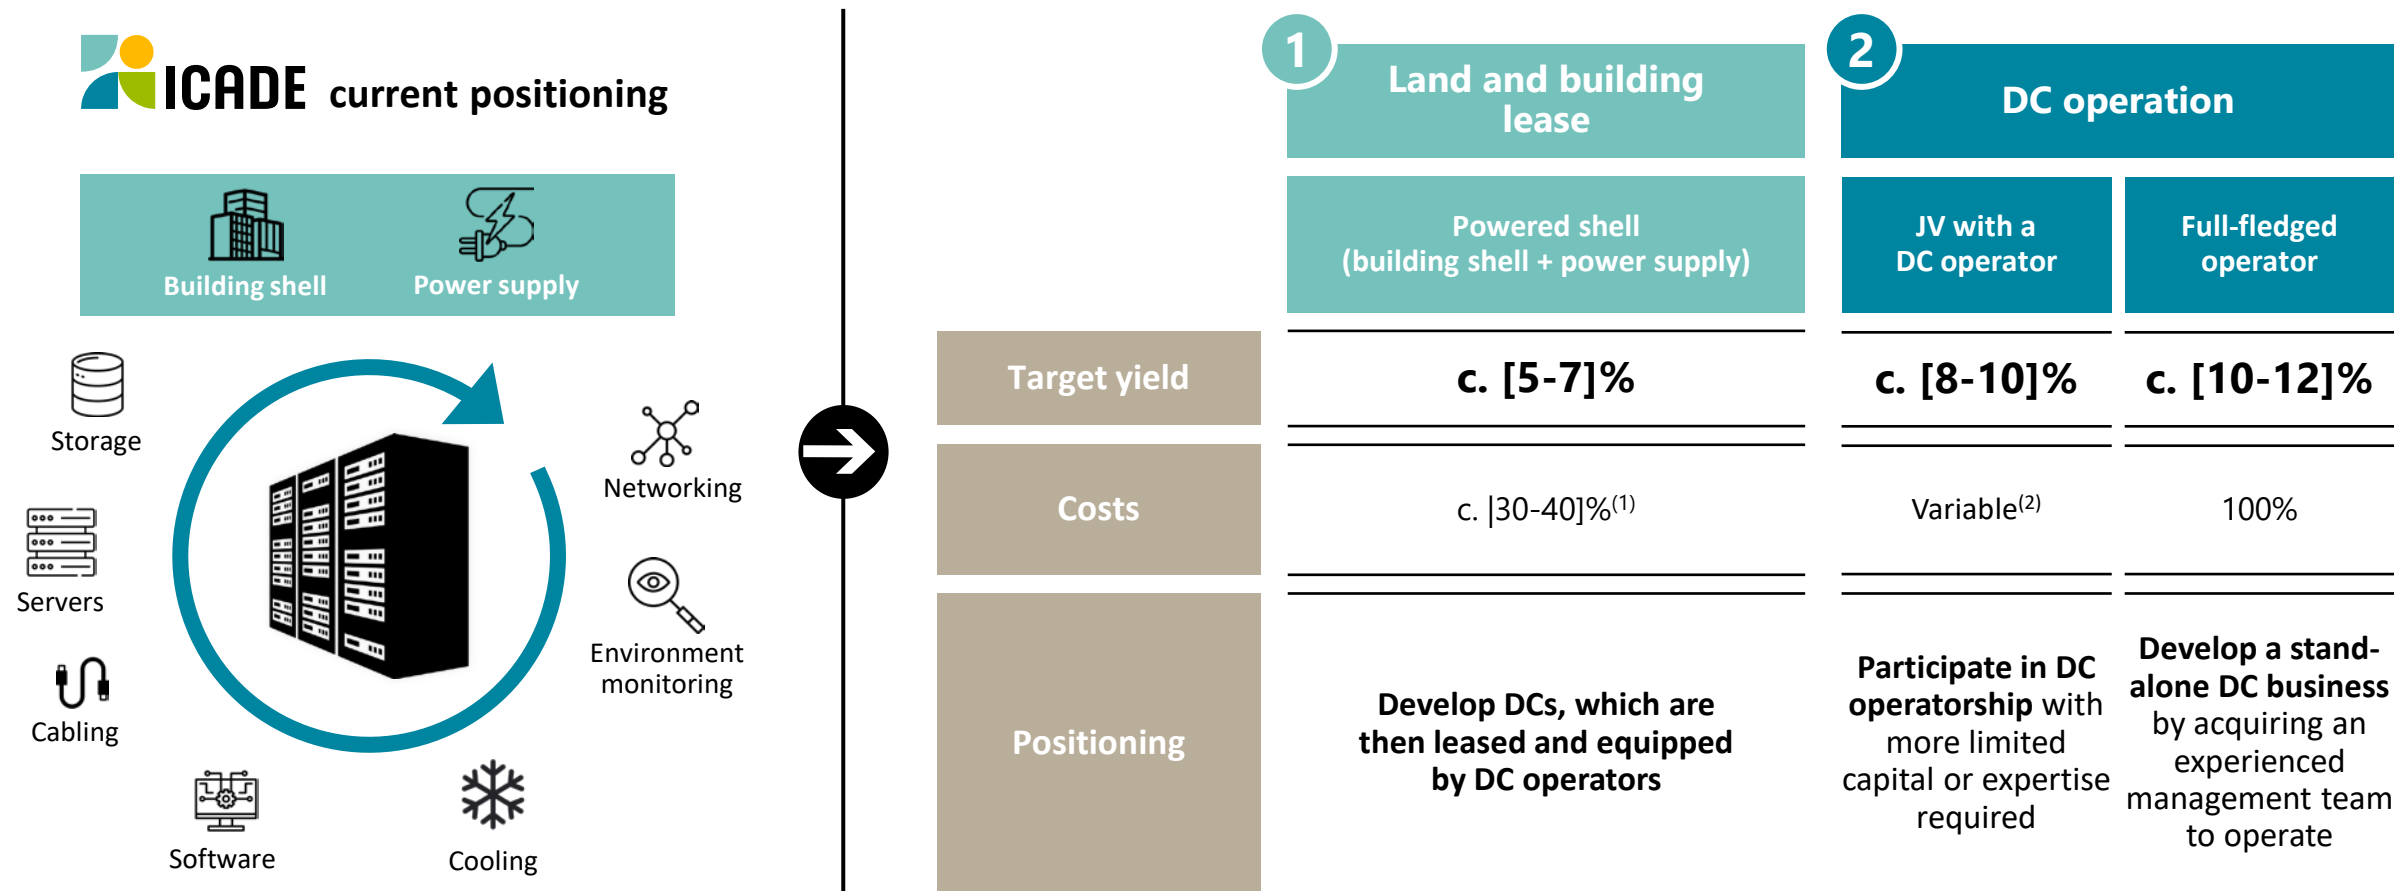 ICADE current positioning
Building shell
Power supply
Storage
Servers
Cabling
Software
Cooling
Networking
Environment
monitoring
1
Land and building
lease
2
DC operation
Powered shell
(building shell + power supply)
JV with a
DC operator
Full-fledged
operator
Target yield
c. [5-7]%
c. [8-10]%
c. [10-12]%
Costs
c. |30-40]%(1)
Variable(2)
100%
Positioning
Develop DCs, which are
then leased and equipped
by DC operators
Participate in DC
operatorship with
more limited
capital or expertise
required
Develop a stand-
alone DC business
by acquiring an
experienced
management team
to operate